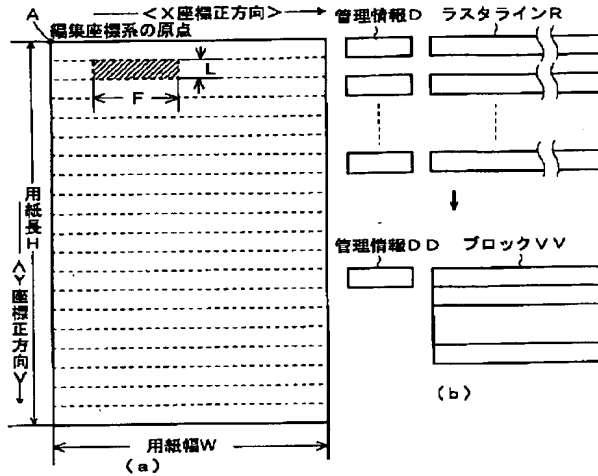 A
<X座標正方向>
管理情報D
ラスタラインR
編集座標系の原点
L
F
用紙長H
<Y座標正方向>
管理情報DD
ブロックVV
(b)
用紙幅W
(a)